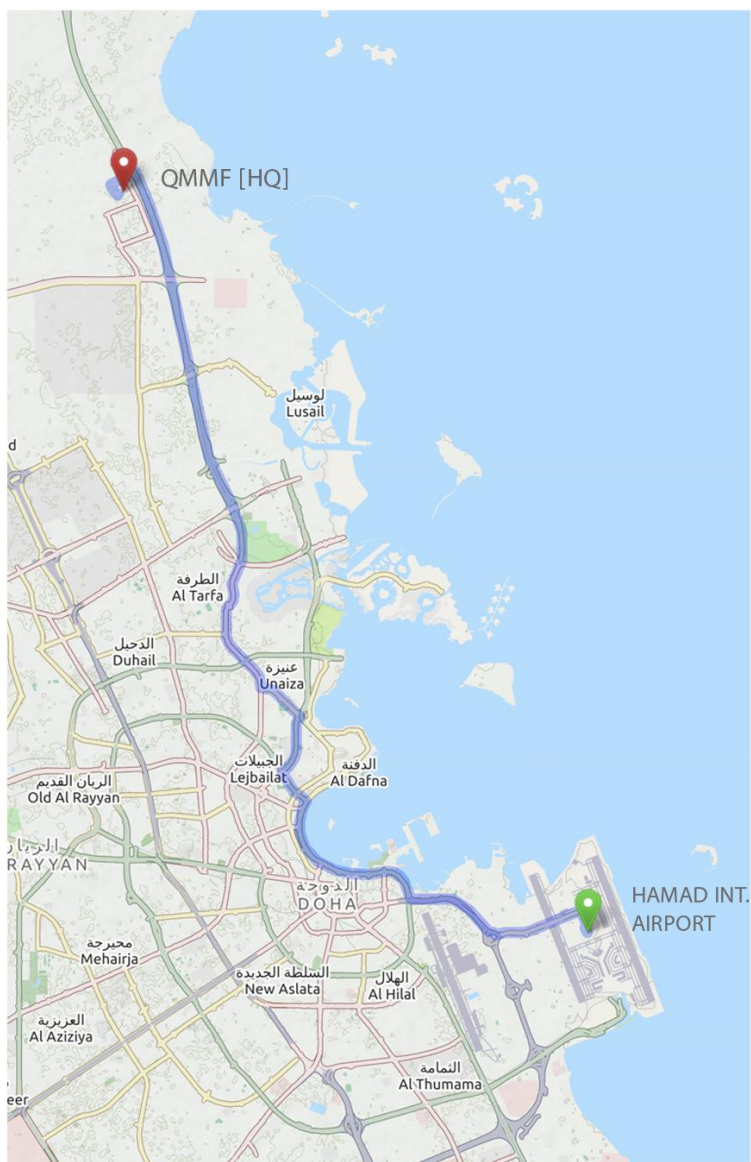 QMMF [HQ]
لوسيل
Lusail
d
الطرفة
Al Tarfa
الدحيل
Duhail
عنيزة
Unaiza
الجبيلات
Lejbailat
الدفنة
Al Dafna
الريان القديم
Old Al Rayyan
الريا
RAYYAN
الدوحة
DOHA
HAMAD INT.
AIRPORT
محيرجة
Mehairja
السلطة الجديدة
New Aslata
الهلال
Al Hilal
العزيزية
Al Aziziya
الثمامة
Al Thumama
eer